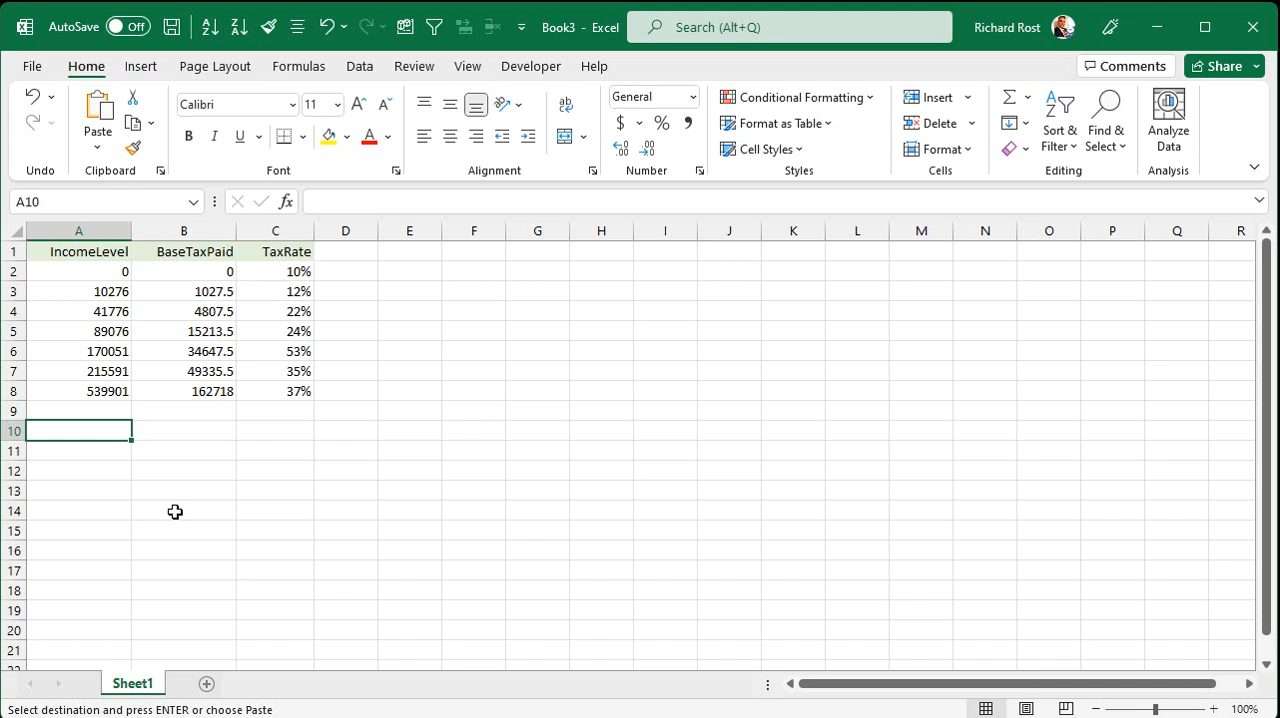 AutoSave Off Book3 - Excel Search (Alt+Q) Richard Rost
File Home Insert Page Layout Formulas Data Review View Developer Help Comments Share
Calibri 11 General Conditional Formatting Insert
Paste B I U A $ % Format as Table Delete Sort & Find & Analyze
Cell Styles Format Filter Select Data
Undo Clipboard Font Alignment Number Styles Cells Editing Analysis
A10 fx
A B C D E F G H I J K L M N O P Q R
1 IncomeLevel BaseTaxPaid TaxRate
2 0 0 10%
3 10276 1027.5 12%
4 41776 4807.5 22%
5 89076 15213.5 24%
6 170051 34647.5 53%
7 215591 49335.5 35%
8 539901 162718 37%
9
10
11
12
13
14
15
16
17
18
19
20
21
Sheet1
Select destination and press ENTER or choose Paste 100%